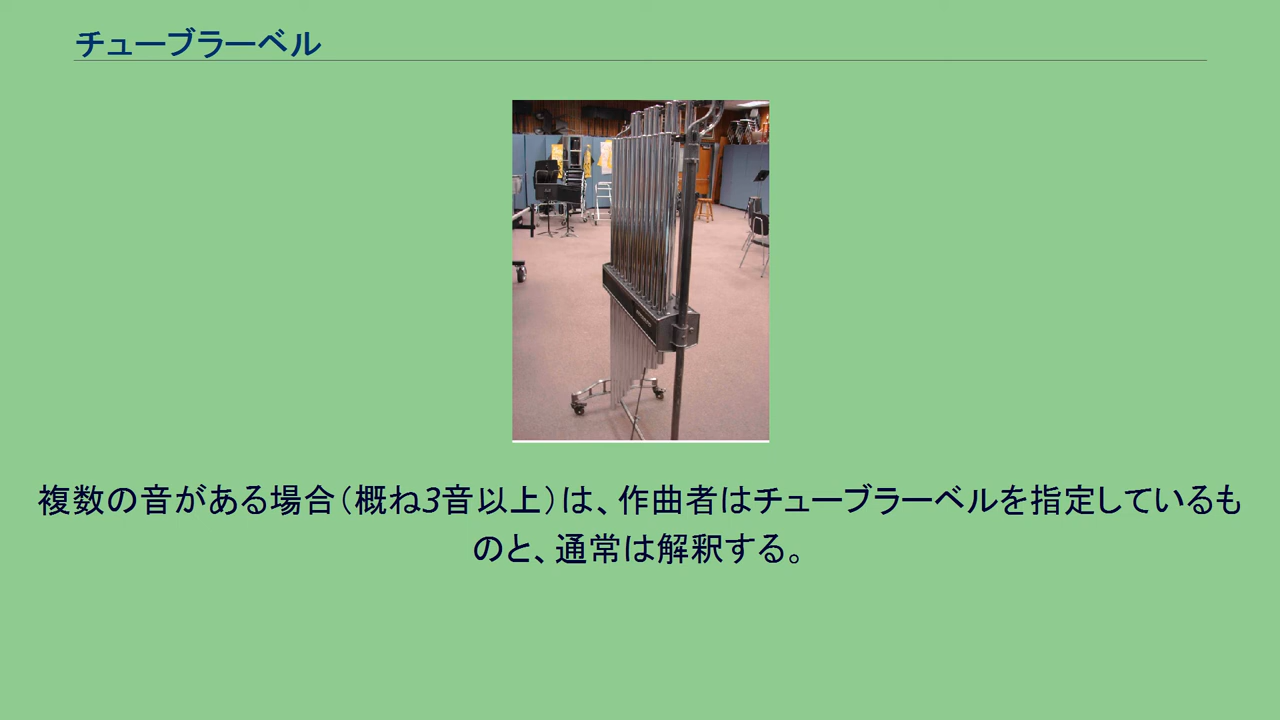 チューブラーベル
複数の音がある場合（概ね3音以上）は、作曲者はチューブラーベルを指定しているも
のと、通常は解釈する。